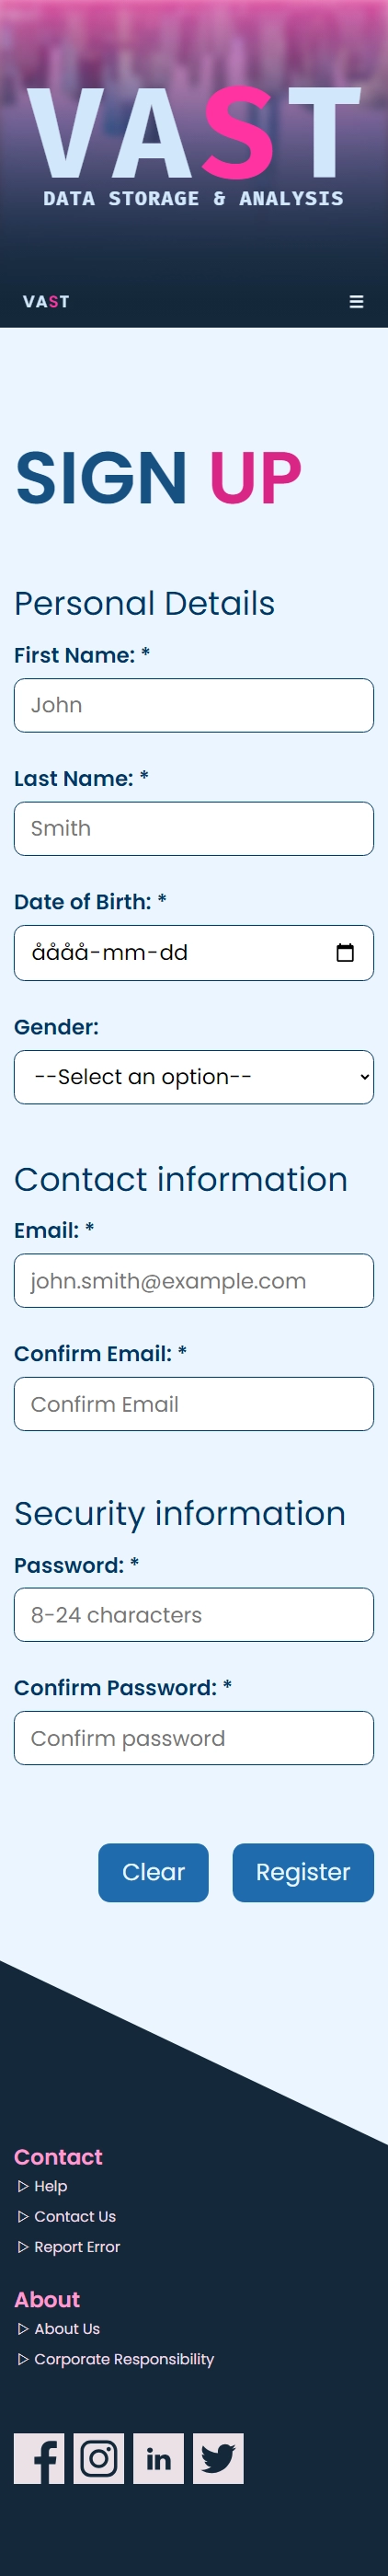 VAST
DATA STORAGE & ANALYSIS
VAST
SIGN UP
Personal Details
First Name: *
John
Last Name: *
Smith
Date of Birth: *
åååå-mm-dd
Gender:
--Select an option--
Contact information
Email: *
john.smith@example.com
Confirm Email: *
Confirm Email
Security information
Password: *
8-24 characters
Confirm Password: *
Confirm password
Clear Register
Contact
▷ Help
▷ Contact Us
▷ Report Error
About
▷ About Us
▷ Corporate Responsibility
in